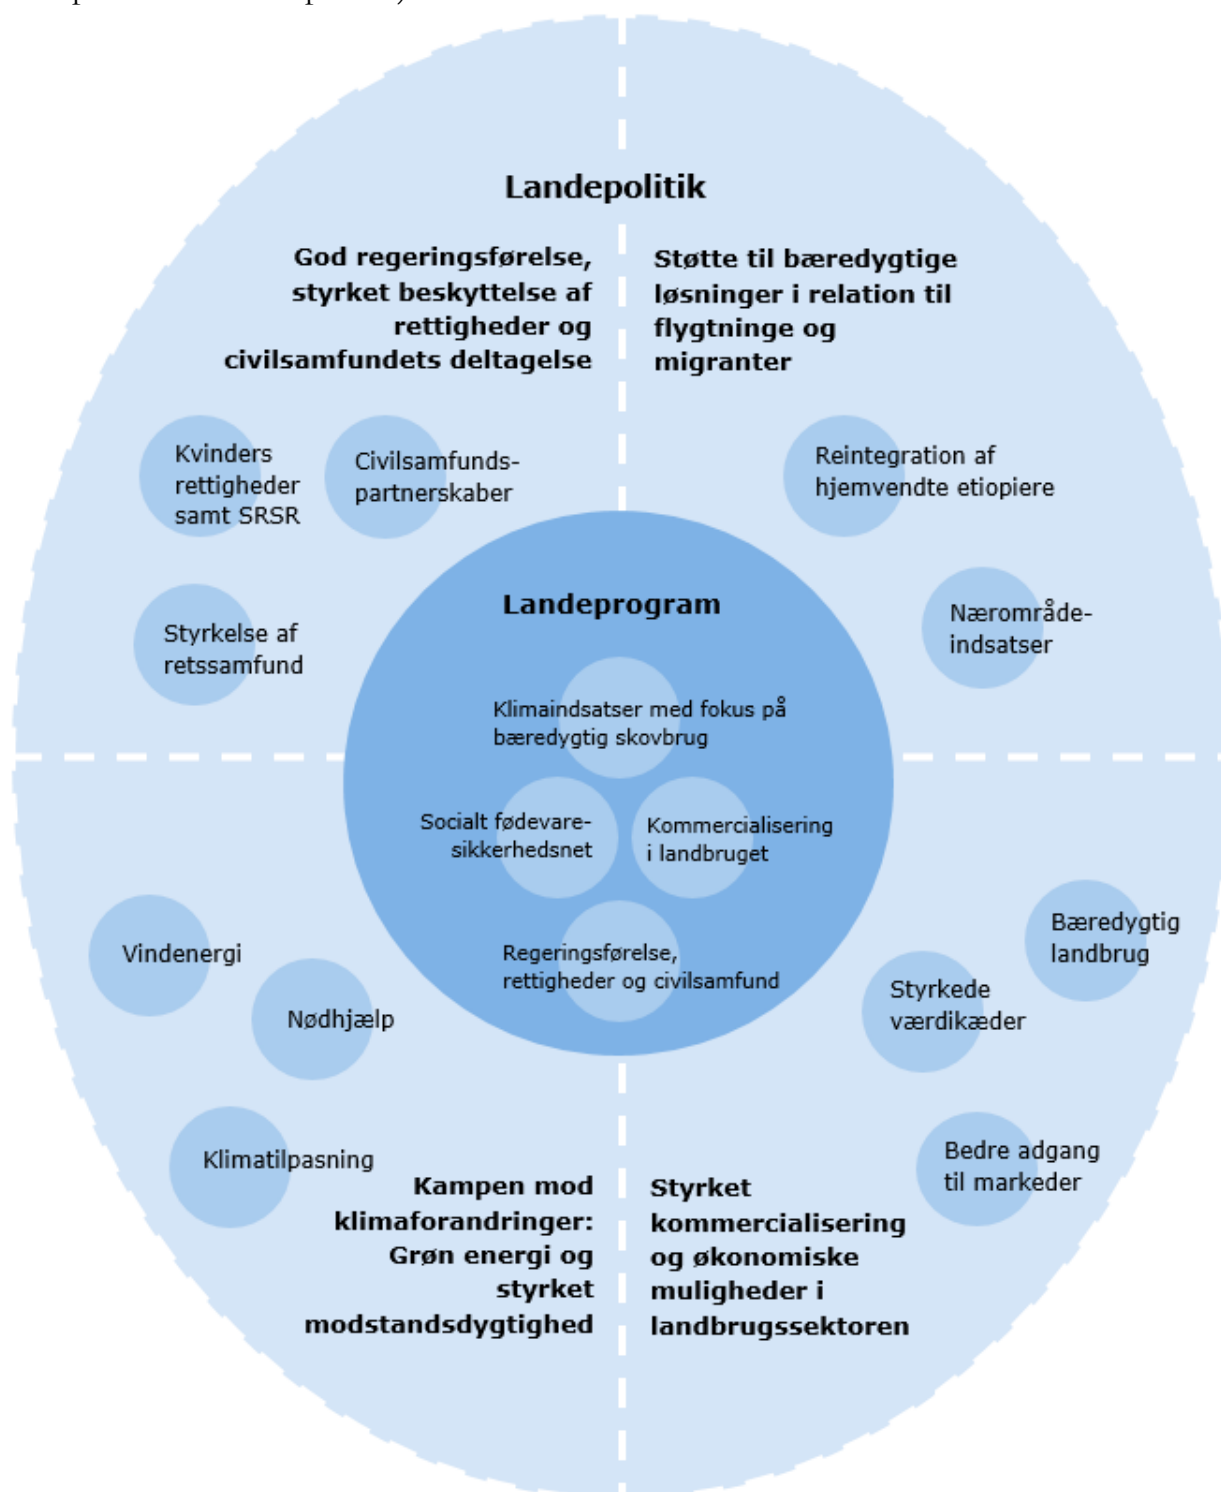 Landepolitik
God regeringsførelse,
styrket beskyttelse af
rettigheder og
civilsamfundets deltagelse
Støtte til bæredygtige
løsninger i relation til
flygtninge og
migranter
Kvinders
rettigheder
samt SRSR
Civilsamfunds-
partnerskaber
Reintegration af
hjemvendte etiopiere
Styrkelse af
retssamfund
Nærområde-
indsatser
Landeprogram
Klimaindsatser med fokus på
bæredygtig skovbrug
Socialt fødevare-
sikkerhedsnet
Kommercialisering
i landbruget
Regeringsførelse,
rettigheder og civilsamfund
Vindenergi
Nødhjælp
Klimatilpasning
Bæredygtig
landbrug
Styrkede
værdikæder
Bedre adgang
til markeder
Kampen mod
klimaforandringer:
Grøn energi og
styrket
modstandsdygtighed
Styrket
kommercialisering
og økonomiske
muligheder i
landbrugssektoren